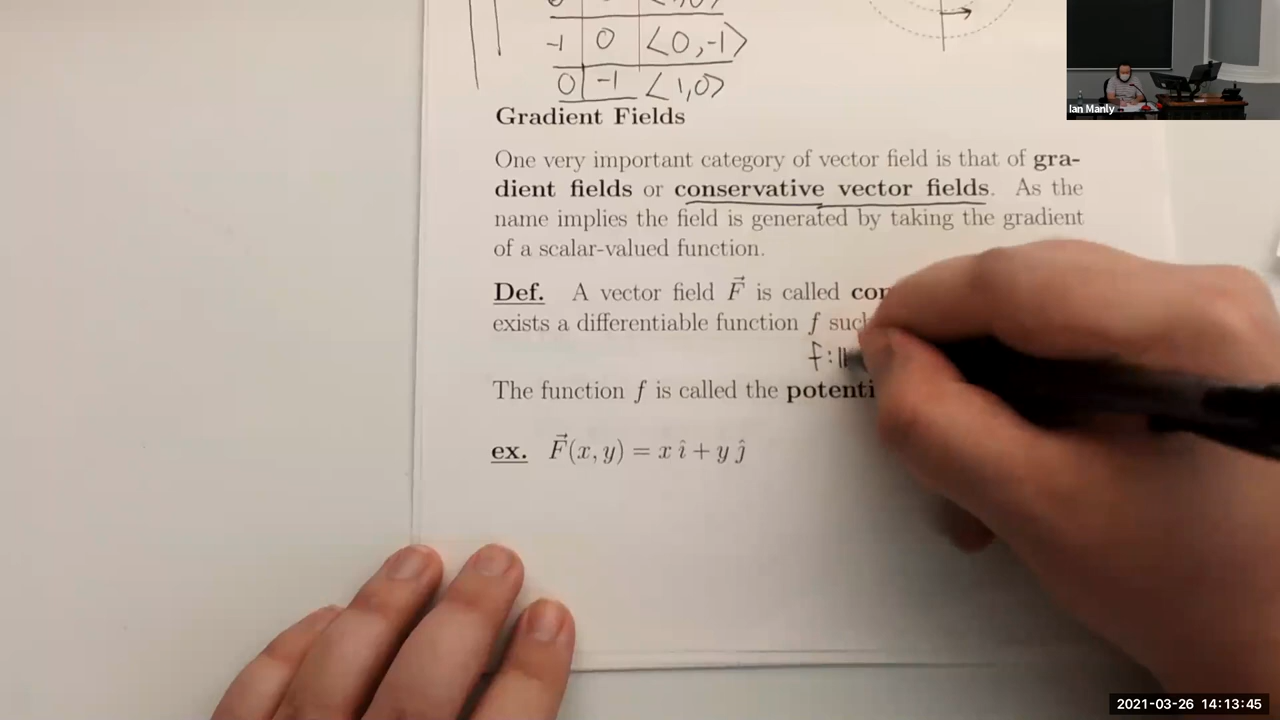 -1 0 <0,-1>
0 -1 <1,0>
Ian Manly
Gradient Fields
One very important category of vector field is that of gra-
dient fields or conservative vector fields. As the
name implies the field is generated by taking the gradient
of a scalar-valued function.
Def. A vector field F⃗ is called
exists a differentiable function f
f:
The function f is called the
ex. F⃗(x, y) = x î + y ĵ
2021-03-26 14:13:45